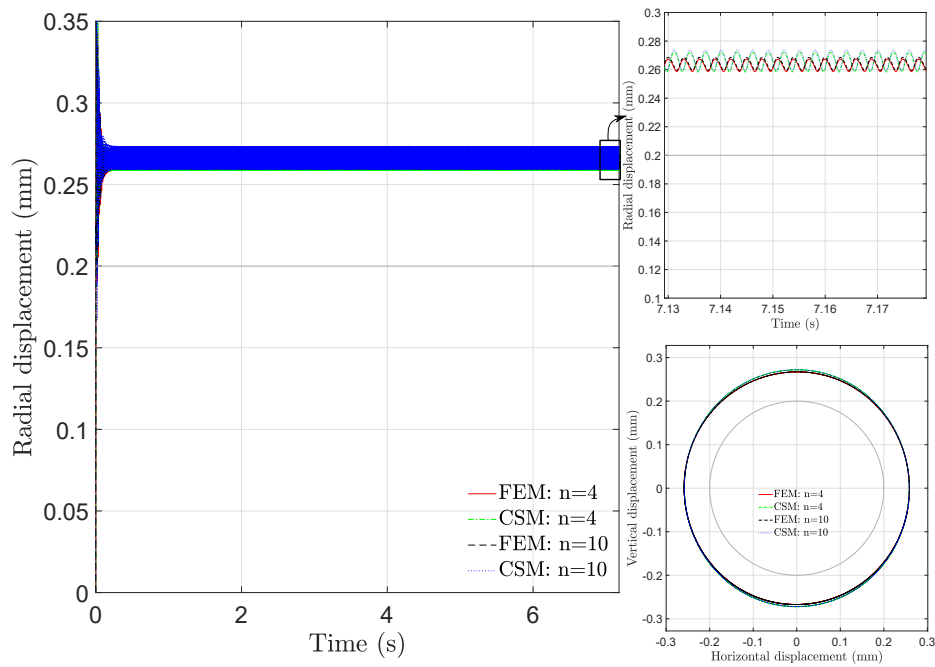 Radial displacement (mm)
0.35
0.3
0.25
0.2
0.15
0.1
0.05
0
0 2 4 6
Time (s)
FEM: n=4
CSM: n=4
FEM: n=10
CSM: n=10
Radial displacement (mm)
0.3
0.28
0.26
0.24
0.22
0.2
0.18
0.16
0.14
0.12
0.1
7.13 7.14 7.15 7.16 7.17
Time (s)
Vertical displacement (mm)
0.3
0.2
0.1
0
-0.1
-0.2
-0.3
FEM: n=4
CSM: n=4
FEM: n=10
CSM: n=10
-0.3 -0.2 -0.1 0 0.1 0.2 0.3
Horizontal displacement (mm)